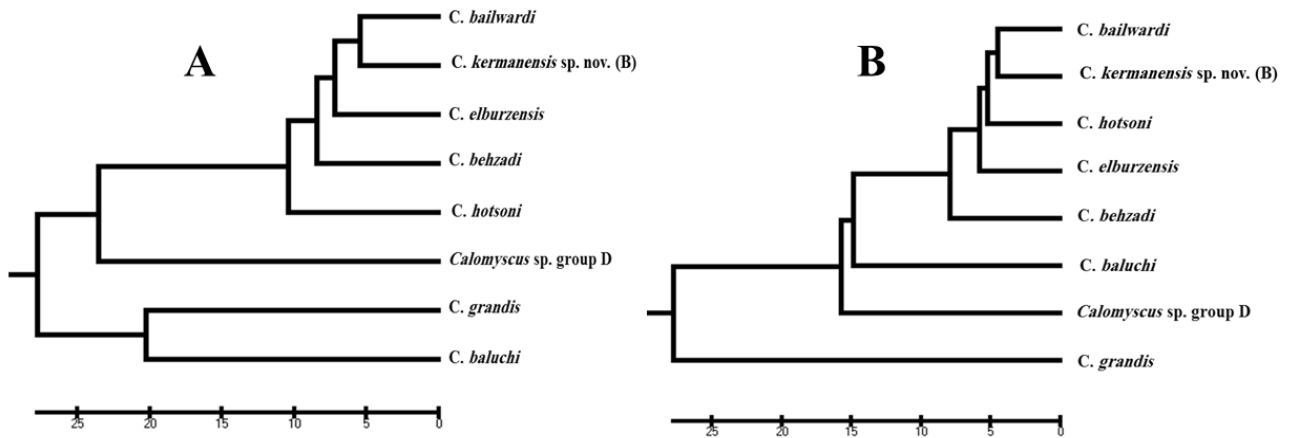 A
C. bailwardi
C. kermanensis sp. nov. (B)
C. elburzensis
C. behzadi
C. hotsoni
Calomyscus sp. group D
C. grandis
C. baluchi
25 20 15 10 5 0
B
C. bailwardi
C. kermanensis sp. nov. (B)
C. hotsoni
C. elburzensis
C. behzadi
C. baluchi
Calomyscus sp. group D
C. grandis
25 20 15 10 5 0